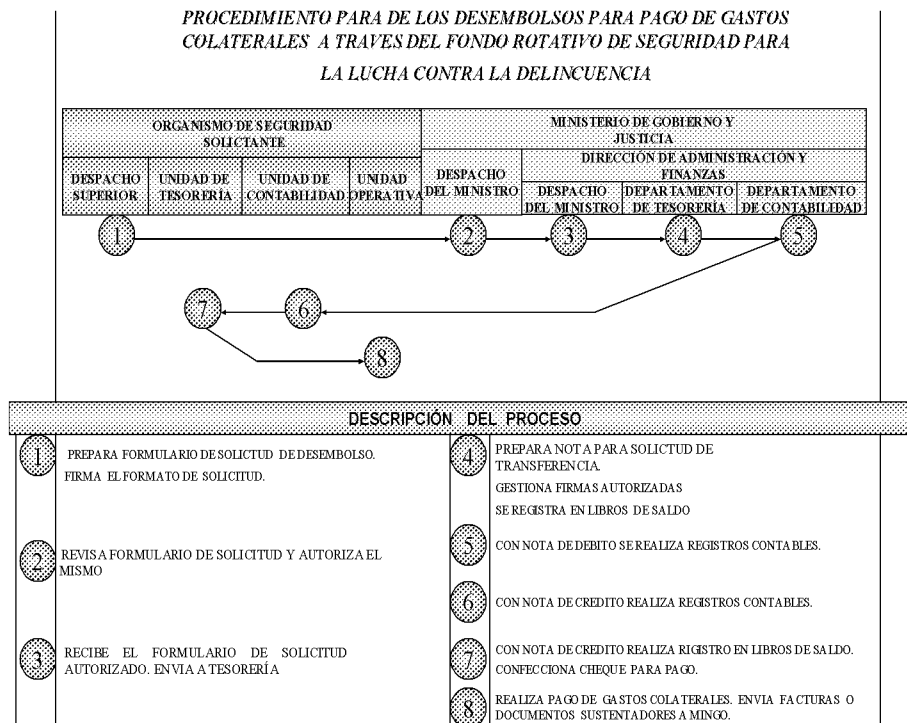 PROCEDIMIENTO PARA DE LOS DESEMBOLSOS PARA PAGO DE GASTOS
COLATERALES A TRAVES DEL FONDO ROTATIVO DE SEGURIDAD PARA
LA LUCHA CONTRA LA DELINCUENCIA
ORGANISMO DE SEGURIDAD
SOLICTANTE
MINISTERIO DE GOBIERNO Y
JUSTICIA
DESPACHO
SUPERIOR
UNIDAD DE
TESORERÍA
UNIDAD DE
CONTABILIDAD
UNIDAD
OPERATIVA
DESPACHO
DEL MINISTRO
DIRECCIÓN DE ADMINISTRACIÓN Y
FINANZAS
DESPACHO
DEL MINISTRO
DEPARTAMENTO
DE TESORERÍA
DEPARTAMENTO
DE CONTABILIDAD
1
2
3
4
5
7
6
8
DESCRIPCIÓN DEL PROCESO
1
PREPARA FORMULARIO DE SOLICTUD DE DESEMBOLSO.
FIRMA EL FORMATO DE SOLICITUD.
2
REVISA FORMULARIO DE SOLICITUD Y AUTORIZA EL
MISMO
3
RECIBE EL FORMULARIO DE SOLICITUD
AUTORIZADO. ENVIA A TESORERÍA
4
PREPARA NOTA PARA SOLICTUD DE
TRANSFERENCIA.
GESTIONA FIRMAS AUTORIZADAS
SE REGISTRA EN LIBROS DE SALDO
5
CON NOTA DE DEBITO SE REALIZA REGISTROS CONTABLES.
6
CON NOTA DE CREDITO REALIZA REGISTROS CONTABLES.
7
CON NOTA DE CREDITO REALIZA RIGISTRO EN LIBROS DE SALDO.
CONFECCIONA CHEQUE PARA PAGO.
8
REALIZA PAGO DE GASTOS COLATERALES. ENVIA FACTURAS O
DOCUMENTOS SUSTENTADORES A MINGO.